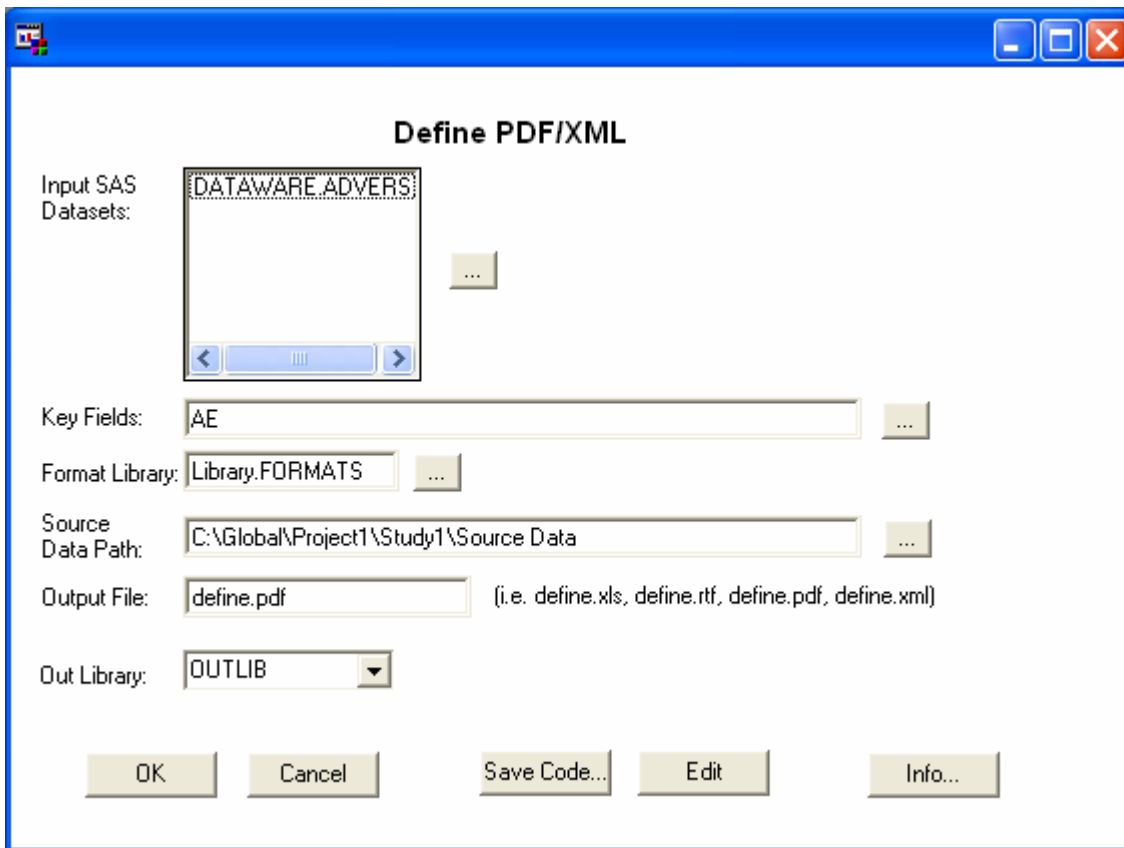 Define PDF/XML
Input SAS
Datasets:
DATAWARE.ADVERS
...
Key Fields:
AE
...
Format Library:
Library.FORMATS
...
Source
Data Path:
C:\Global\Project1\Study1\Source Data
...
Output File:
define.pdf
(i.e. define.xls, define.rtf, define.pdf, define.xml)
Out Library:
OUTLIB
OK
Cancel
Save Code...
Edit
Info...